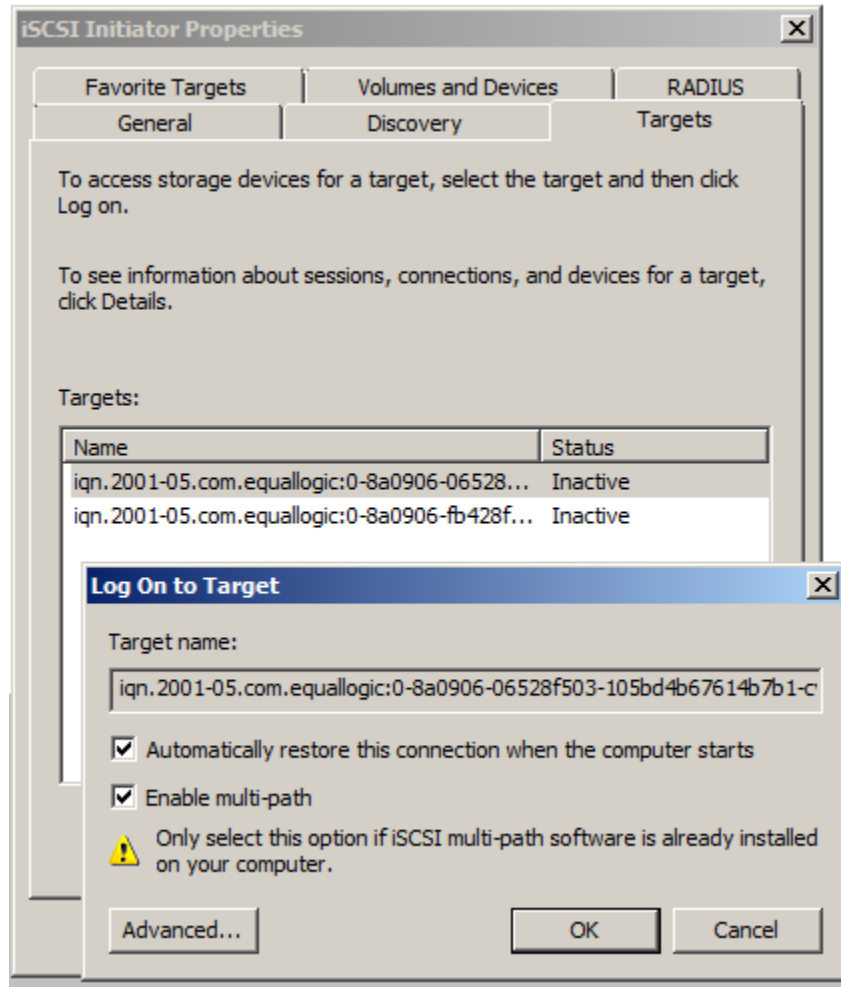 iSCSI Initiator Properties
Favorite Targets Volumes and Devices RADIUS
General Discovery Targets
To access storage devices for a target, select the target and then click
Log on.
To see information about sessions, connections, and devices for a target,
click Details.
Targets:
Name Status
iqn.2001-05.com.equallogic:0-8a0906-06528... Inactive
iqn.2001-05.com.equallogic:0-8a0906-fb428f... Inactive
Log On to Target
Target name:
iqn.2001-05.com.equallogic:0-8a0906-06528f503-105bd4b67614b7b1-c
Automatically restore this connection when the computer starts
Enable multi-path
Only select this option if iSCSI multi-path software is already installed
on your computer.
Advanced... OK Cancel